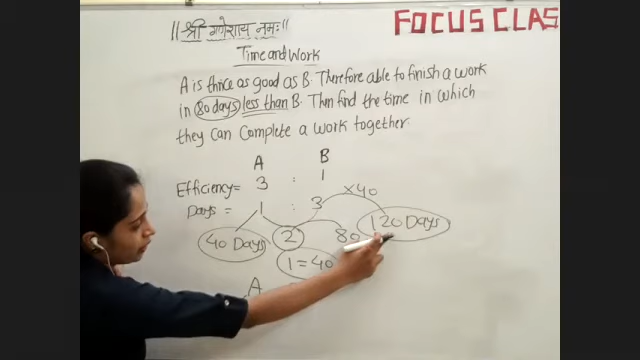 ||श्री गणेशाय नमः||
FOCUS CLAS
Time and Work
A is thrice as good as B. Therefore able to finish a work
in 80 days less than B. Then find the time in which
they can complete a work together.
A B
Efficiency = 3 : 1
Days = 1 : 3 ×40
40 Days 2 80 120 Days
1 = 40
A